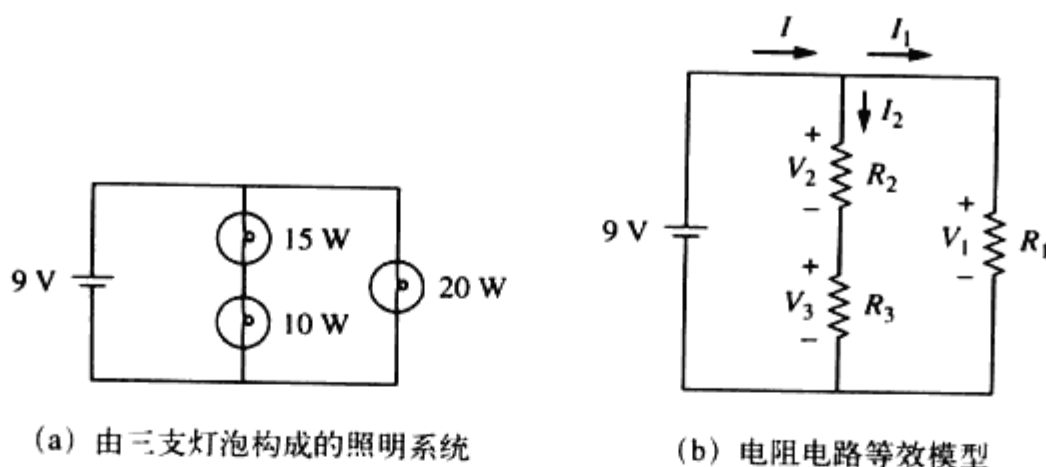 9 V
15 W
10 W
20 W
(a) 由三支灯泡构成的照明系统
I
I1
I2
9 V
+
V2
−
R2
+
V3
−
R3
+
V1
−
R1
(b) 电阻电路等效模型